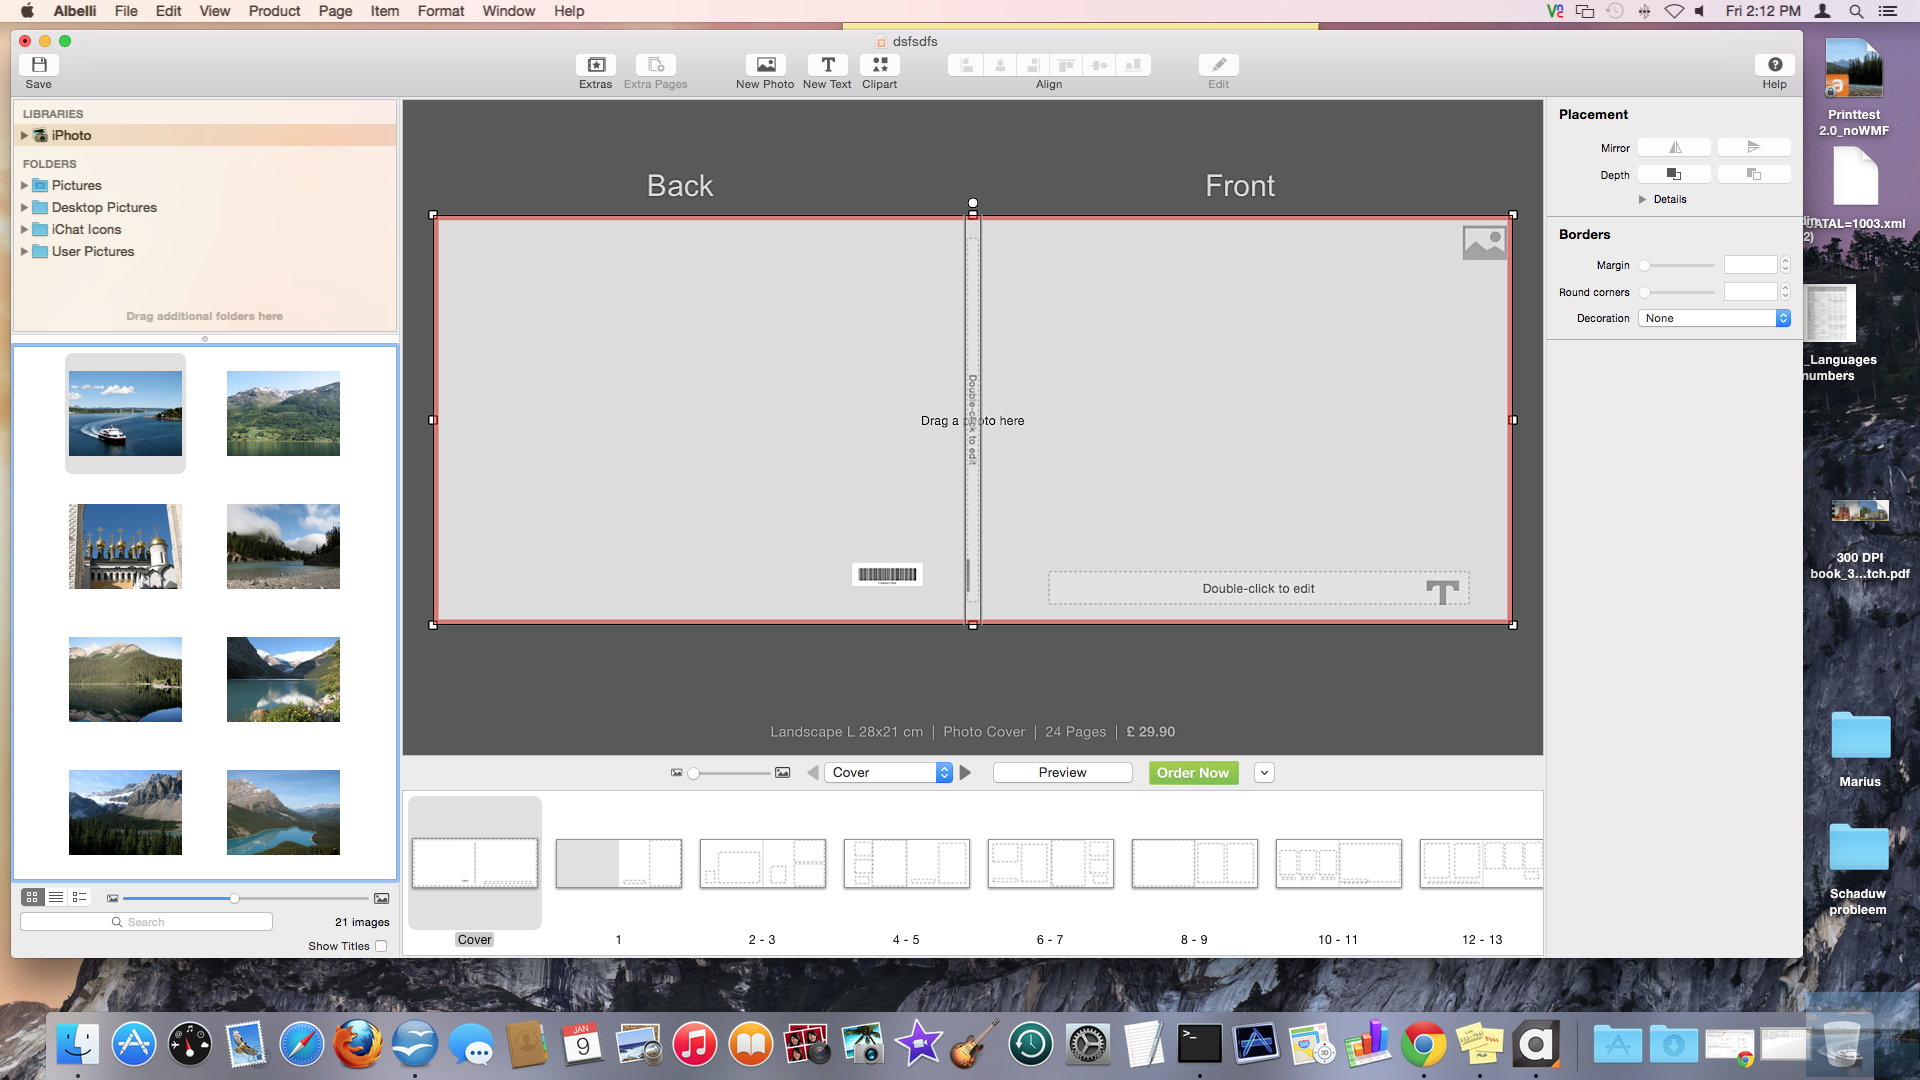 Albelli File Edit View Product Page Item Format Window Help
Fri 2:12 PM
dsfsdfs
Save
Extras
Extra Pages
New Photo
New Text
Clipart
Align
Edit
Help
LIBRARIES
iPhoto
FOLDERS
Pictures
Desktop Pictures
iChat Icons
User Pictures
Drag additional folders here
Search
21 images
Show Titles
Back
Front
Drag a photo here
Double-click to edit
Double-click to edit
Landscape L 28x21 cm | Photo Cover | 24 Pages | £ 29.90
Cover
Preview
Order Now
Cover
1
2 - 3
4 - 5
6 - 7
8 - 9
10 - 11
12 - 13
Placement
Mirror
Depth
Details
Borders
Margin
Round corners
Decoration
None
Printtest
2.0_noWMF
CATAL=1003.xml
2)
_Languages
numbers
300 DPI
book_3...tch.pdf
Marius
Schaduw
probleem
JAN
9